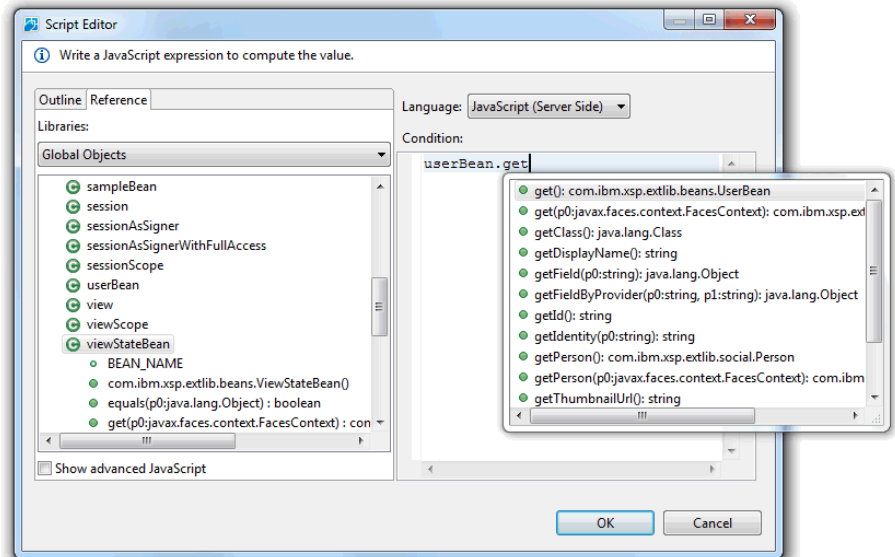 Script Editor
Write a JavaScript expression to compute the value.
Outline Reference
Libraries:
Global Objects
sampleBean
session
sessionAsSigner
sessionAsSignerWithFullAccess
sessionScope
userBean
view
viewScope
viewStateBean
BEAN_NAME
com.ibm.xsp.extlib.beans.ViewStateBean()
equals(p0:java.lang.Object) : boolean
get(p0:javax.faces.context.FacesContext) : con
Show advanced JavaScript
Language: JavaScript (Server Side)
Condition:
userBean.get
get(): com.ibm.xsp.extlib.beans.UserBean
get(p0:javax.faces.context.FacesContext): com.ibm.xsp.ext
getClass(): java.lang.Class
getDisplayName(): string
getField(p0:string): java.lang.Object
getFieldByProvider(p0:string, p1:string): java.lang.Object
getId(): string
getIdentity(p0:string): string
getPerson(): com.ibm.xsp.extlib.social.Person
getPerson(p0:javax.faces.context.FacesContext): com.ibm
getThumbnailUrl(): string
OK Cancel